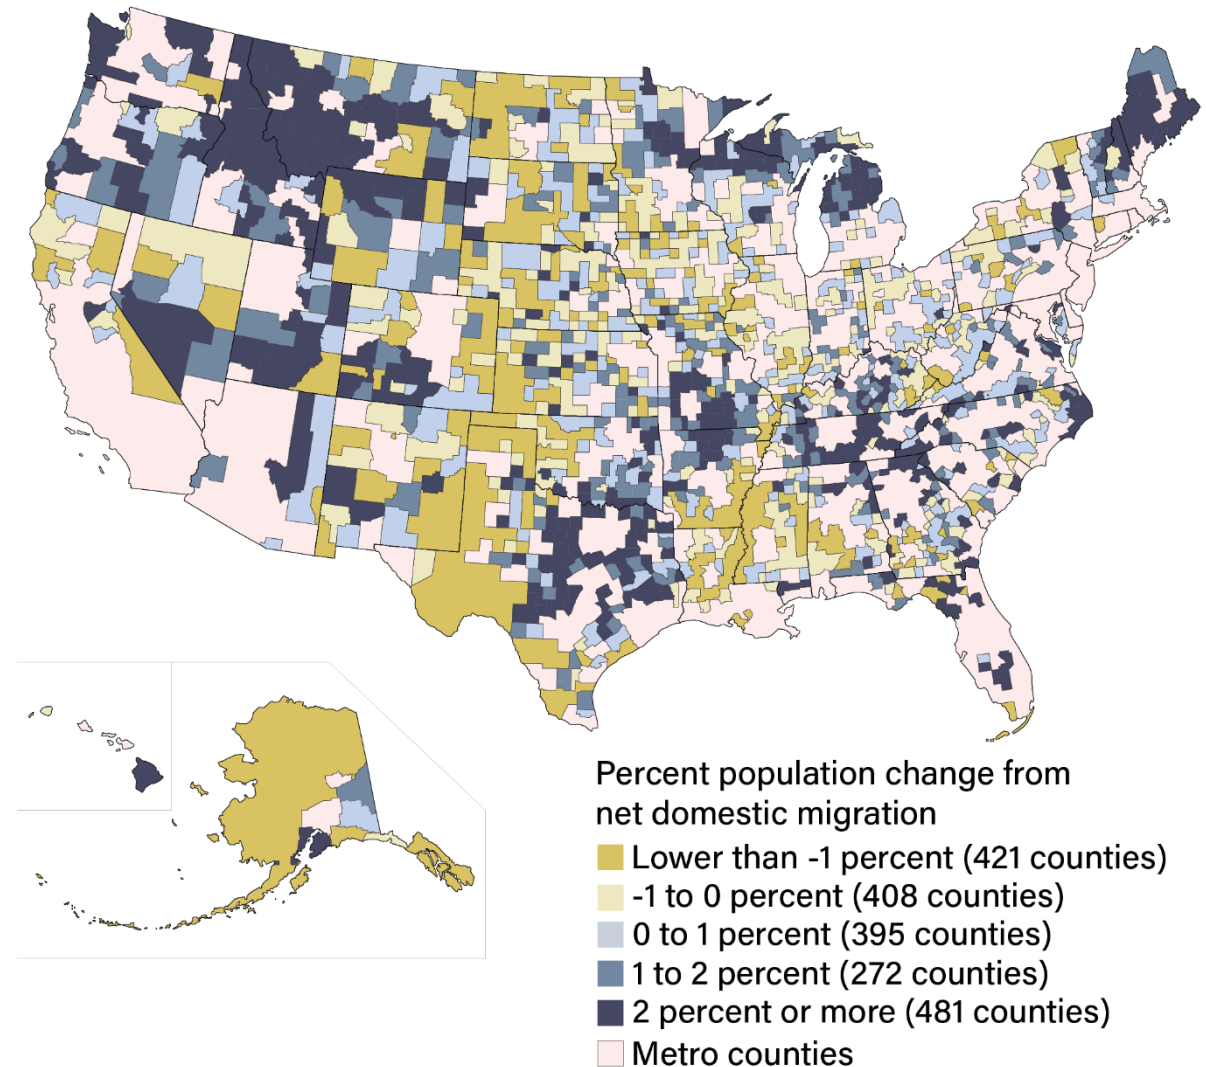 Percent population change from
net domestic migration
Lower than -1 percent (421 counties)
-1 to 0 percent (408 counties)
0 to 1 percent (395 counties)
1 to 2 percent (272 counties)
2 percent or more (481 counties)
Metro counties